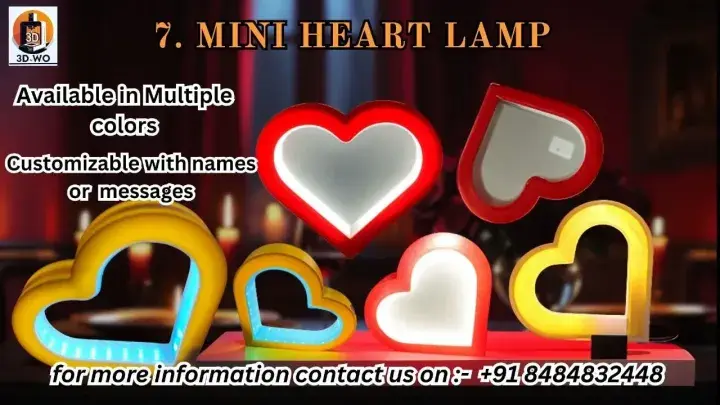 3D
3D-WO
7. MINI HEART LAMP
Available in Multiple
colors
Customizable with names
or messages
for more information contact us on :- +91 8484832448